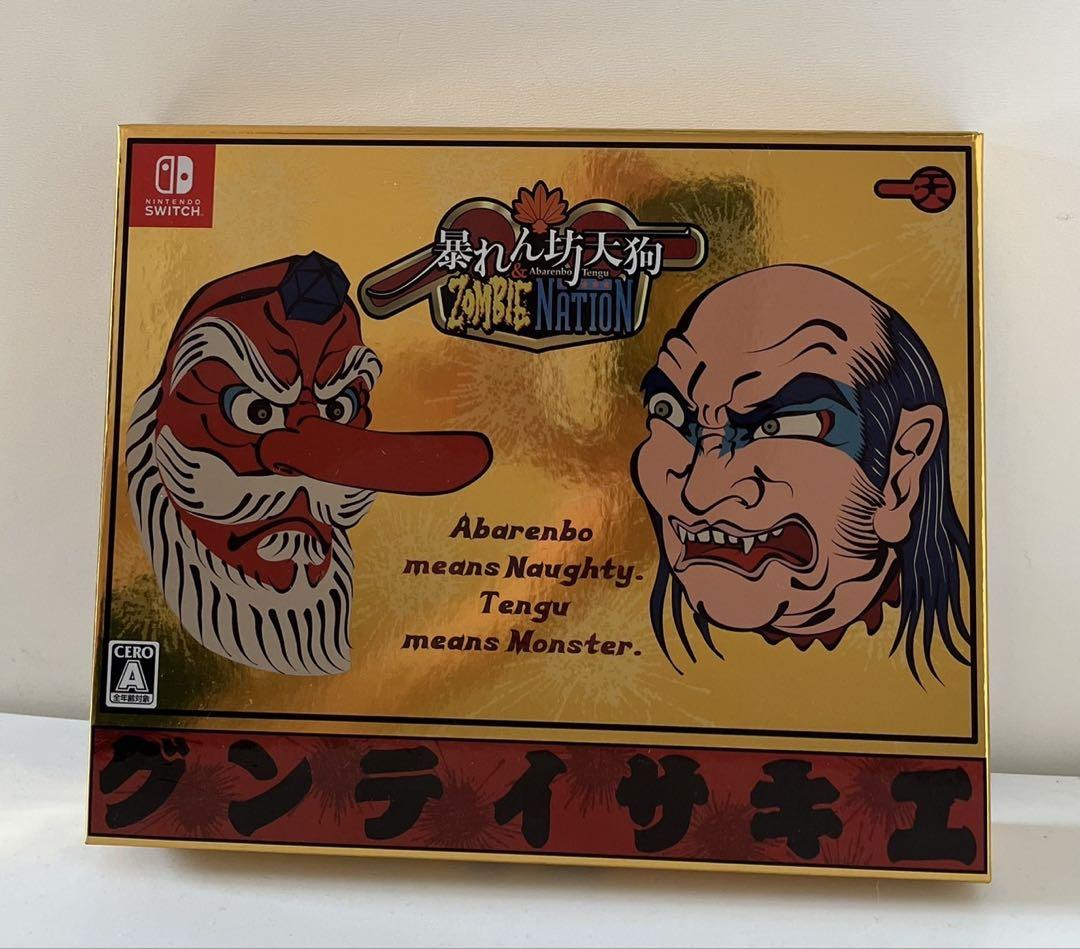 NINTENDO
SWITCH
天
暴れん坊天狗
& Abarenbo Tengu
ZOMBIE NATION
Abarenbo
means Naughty.
Tengu
means Monster.
CERO
A
全年齢対象
グンテイサキエ